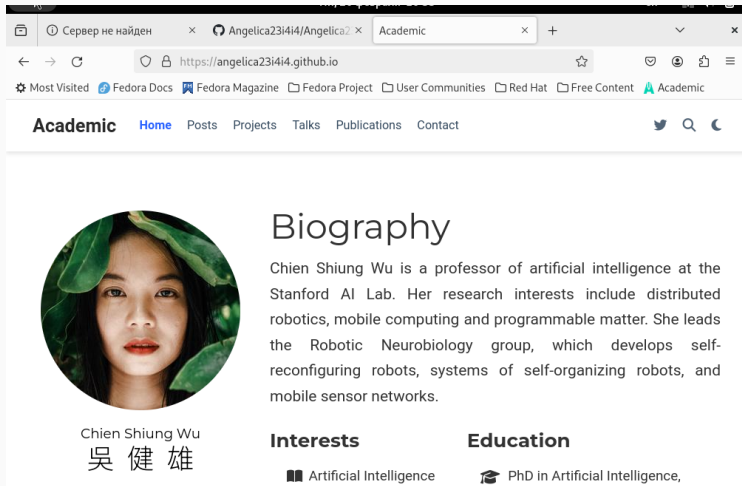 Сервер не найден
Angelica23i4i4/Angelica2
Academic
https://angelica23i4i4.github.io
Most Visited Fedora Docs Fedora Magazine Fedora Project User Communities Red Hat Free Content Academic
Academic Home Posts Projects Talks Publications Contact
Biography
Chien Shiung Wu is a professor of artificial intelligence at the
Stanford AI Lab. Her research interests include distributed
robotics, mobile computing and programmable matter. She leads
the Robotic Neurobiology group, which develops self-
reconfiguring robots, systems of self-organizing robots, and
mobile sensor networks.
Chien Shiung Wu
吳健雄
Interests
Artificial Intelligence
Education
PhD in Artificial Intelligence,